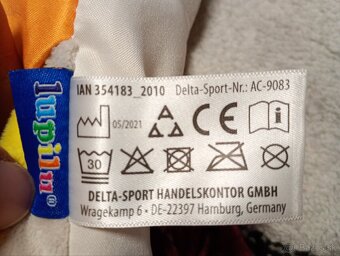 IAN 354183_2010 Delta-Sport-Nr.: AC-9083
05/2021
CE
30
DELTA-SPORT HANDELSKONTOR GMBH
Wragekamp 6 • DE-22397 Hamburg, Germany
lupilu®